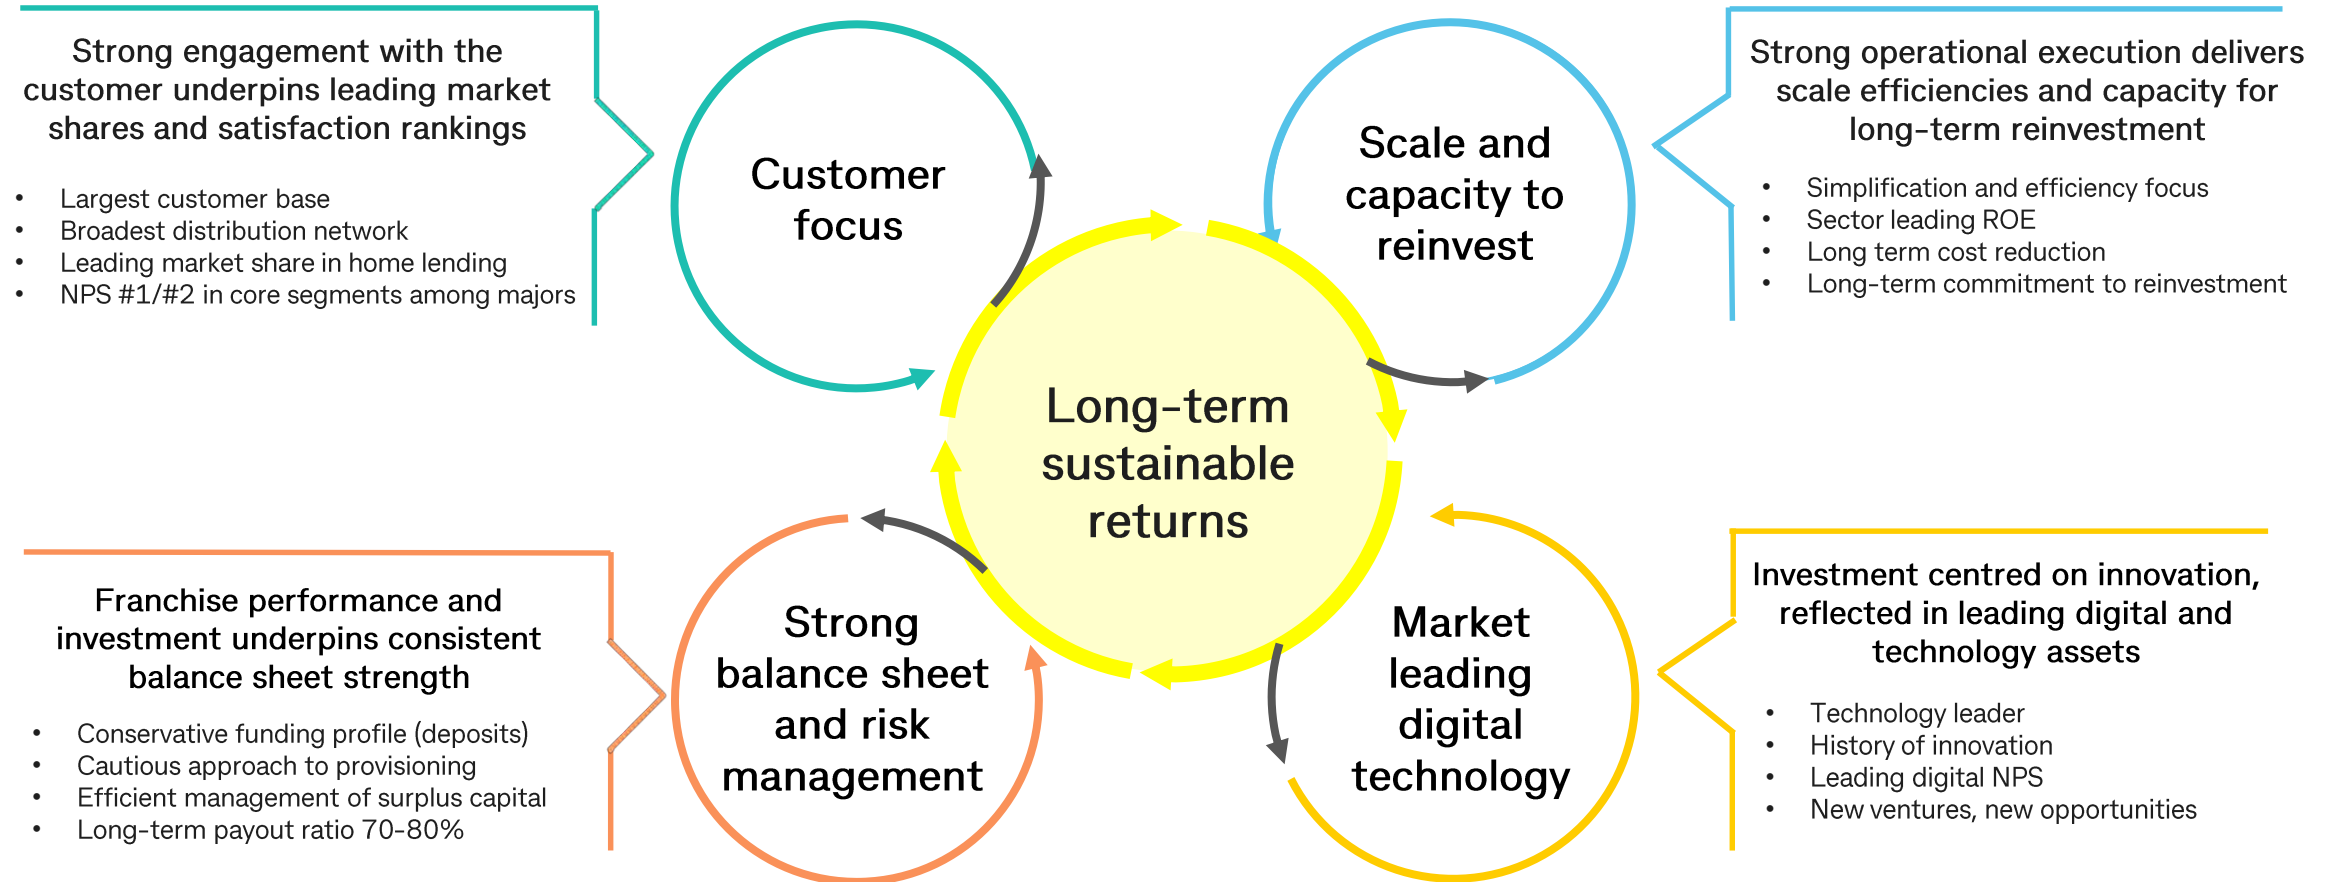 Strong engagement with the
customer underpins leading market
shares and satisfaction rankings
• Largest customer base
• Broadest distribution network
• Leading market share in home lending
• NPS #1/#2 in core segments among majors
Customer
focus
Scale and
capacity to
reinvest
Strong operational execution delivers
scale efficiencies and capacity for
long-term reinvestment
• Simplification and efficiency focus
• Sector leading ROE
• Long term cost reduction
• Long-term commitment to reinvestment
Long-term
sustainable
returns
Franchise performance and
investment underpins consistent
balance sheet strength
• Conservative funding profile (deposits)
• Cautious approach to provisioning
• Efficient management of surplus capital
• Long-term payout ratio 70-80%
Strong
balance sheet
and risk
management
Market
leading
digital
technology
Investment centred on innovation,
reflected in leading digital and
technology assets
• Technology leader
• History of innovation
• Leading digital NPS
• New ventures, new opportunities